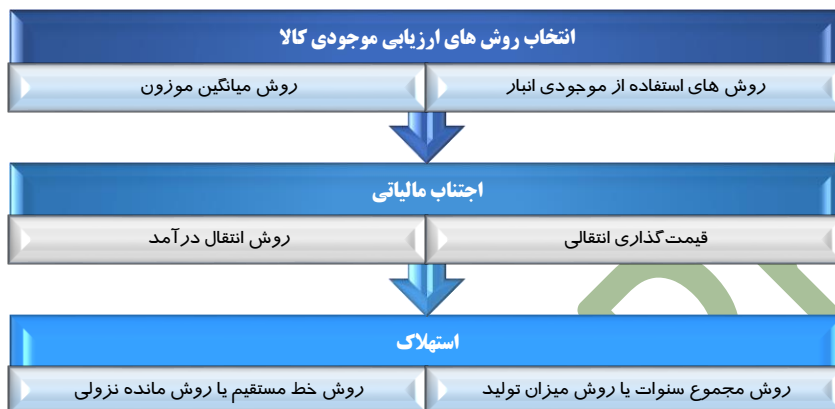 انتخاب روش های ارزیابی موجودی کالا
روش های استفاده از موجودی انبار
روش میانگین موزون
اجتناب مالیاتی
قیمت‌گذاری انتقالی
روش انتقال درآمد
استهلاک
روش مجموع سنوات یا روش میزان تولید
روش خط مستقیم یا روش مانده نزولی